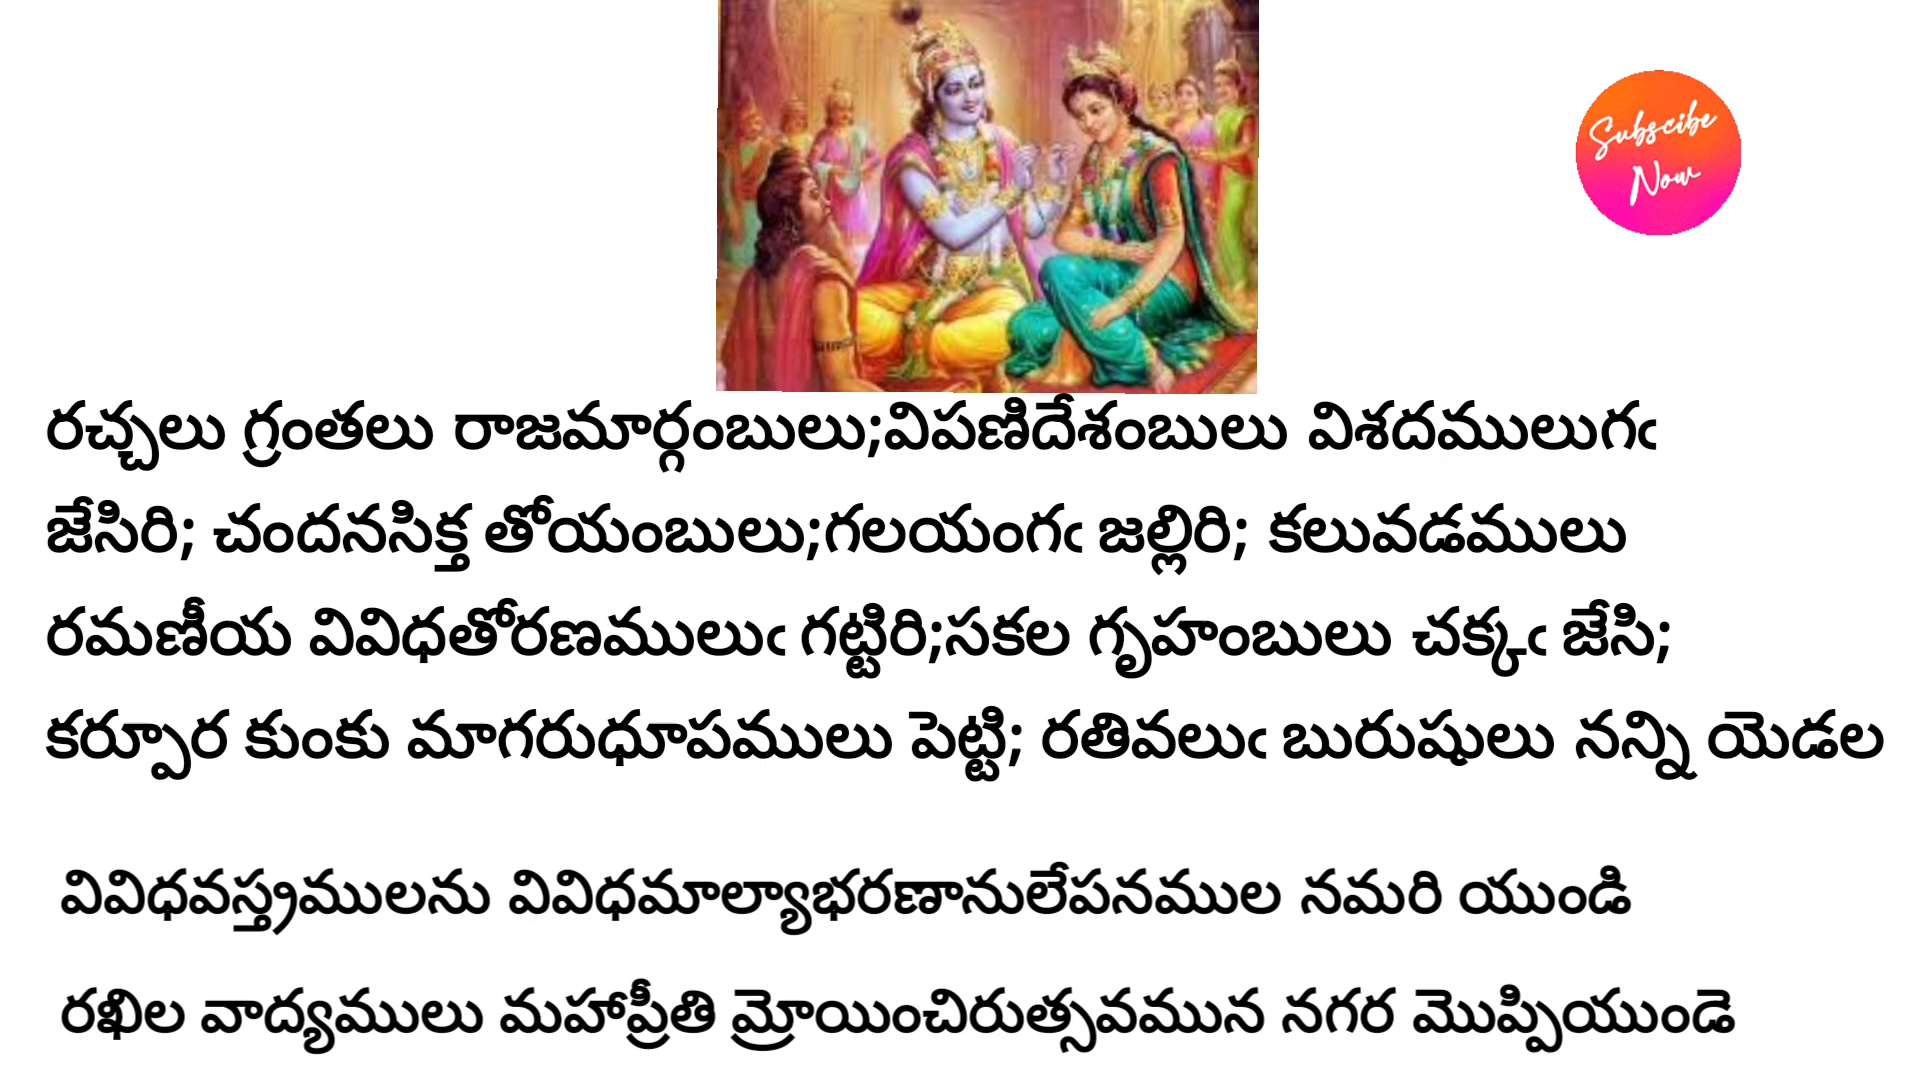 Subscibe
Now
రచ్చలు గ్రంతలు రాజమార్గంబులు;విపణిదేశంబులు విశదములుగఁ
జేసిరి; చందనసిక్త తోయంబులు;గలయంగఁ జల్లిరి; కలువడములు
రమణీయ వివిధతోరణములుఁ గట్టిరి;సకల గృహంబులు చక్కఁ జేసి;
కర్పూర కుంకు మాగరుధూపములు పెట్టి; రతివలుఁ బురుషులు నన్ని యెడల
వివిధవస్త్రములను వివిధమాల్యాభరణానులేపనముల నమరి యుండి
రఖిల వాద్యములు మహాప్రీతి మ్రోయించిరుత్సవమున నగర మొప్పియుండె